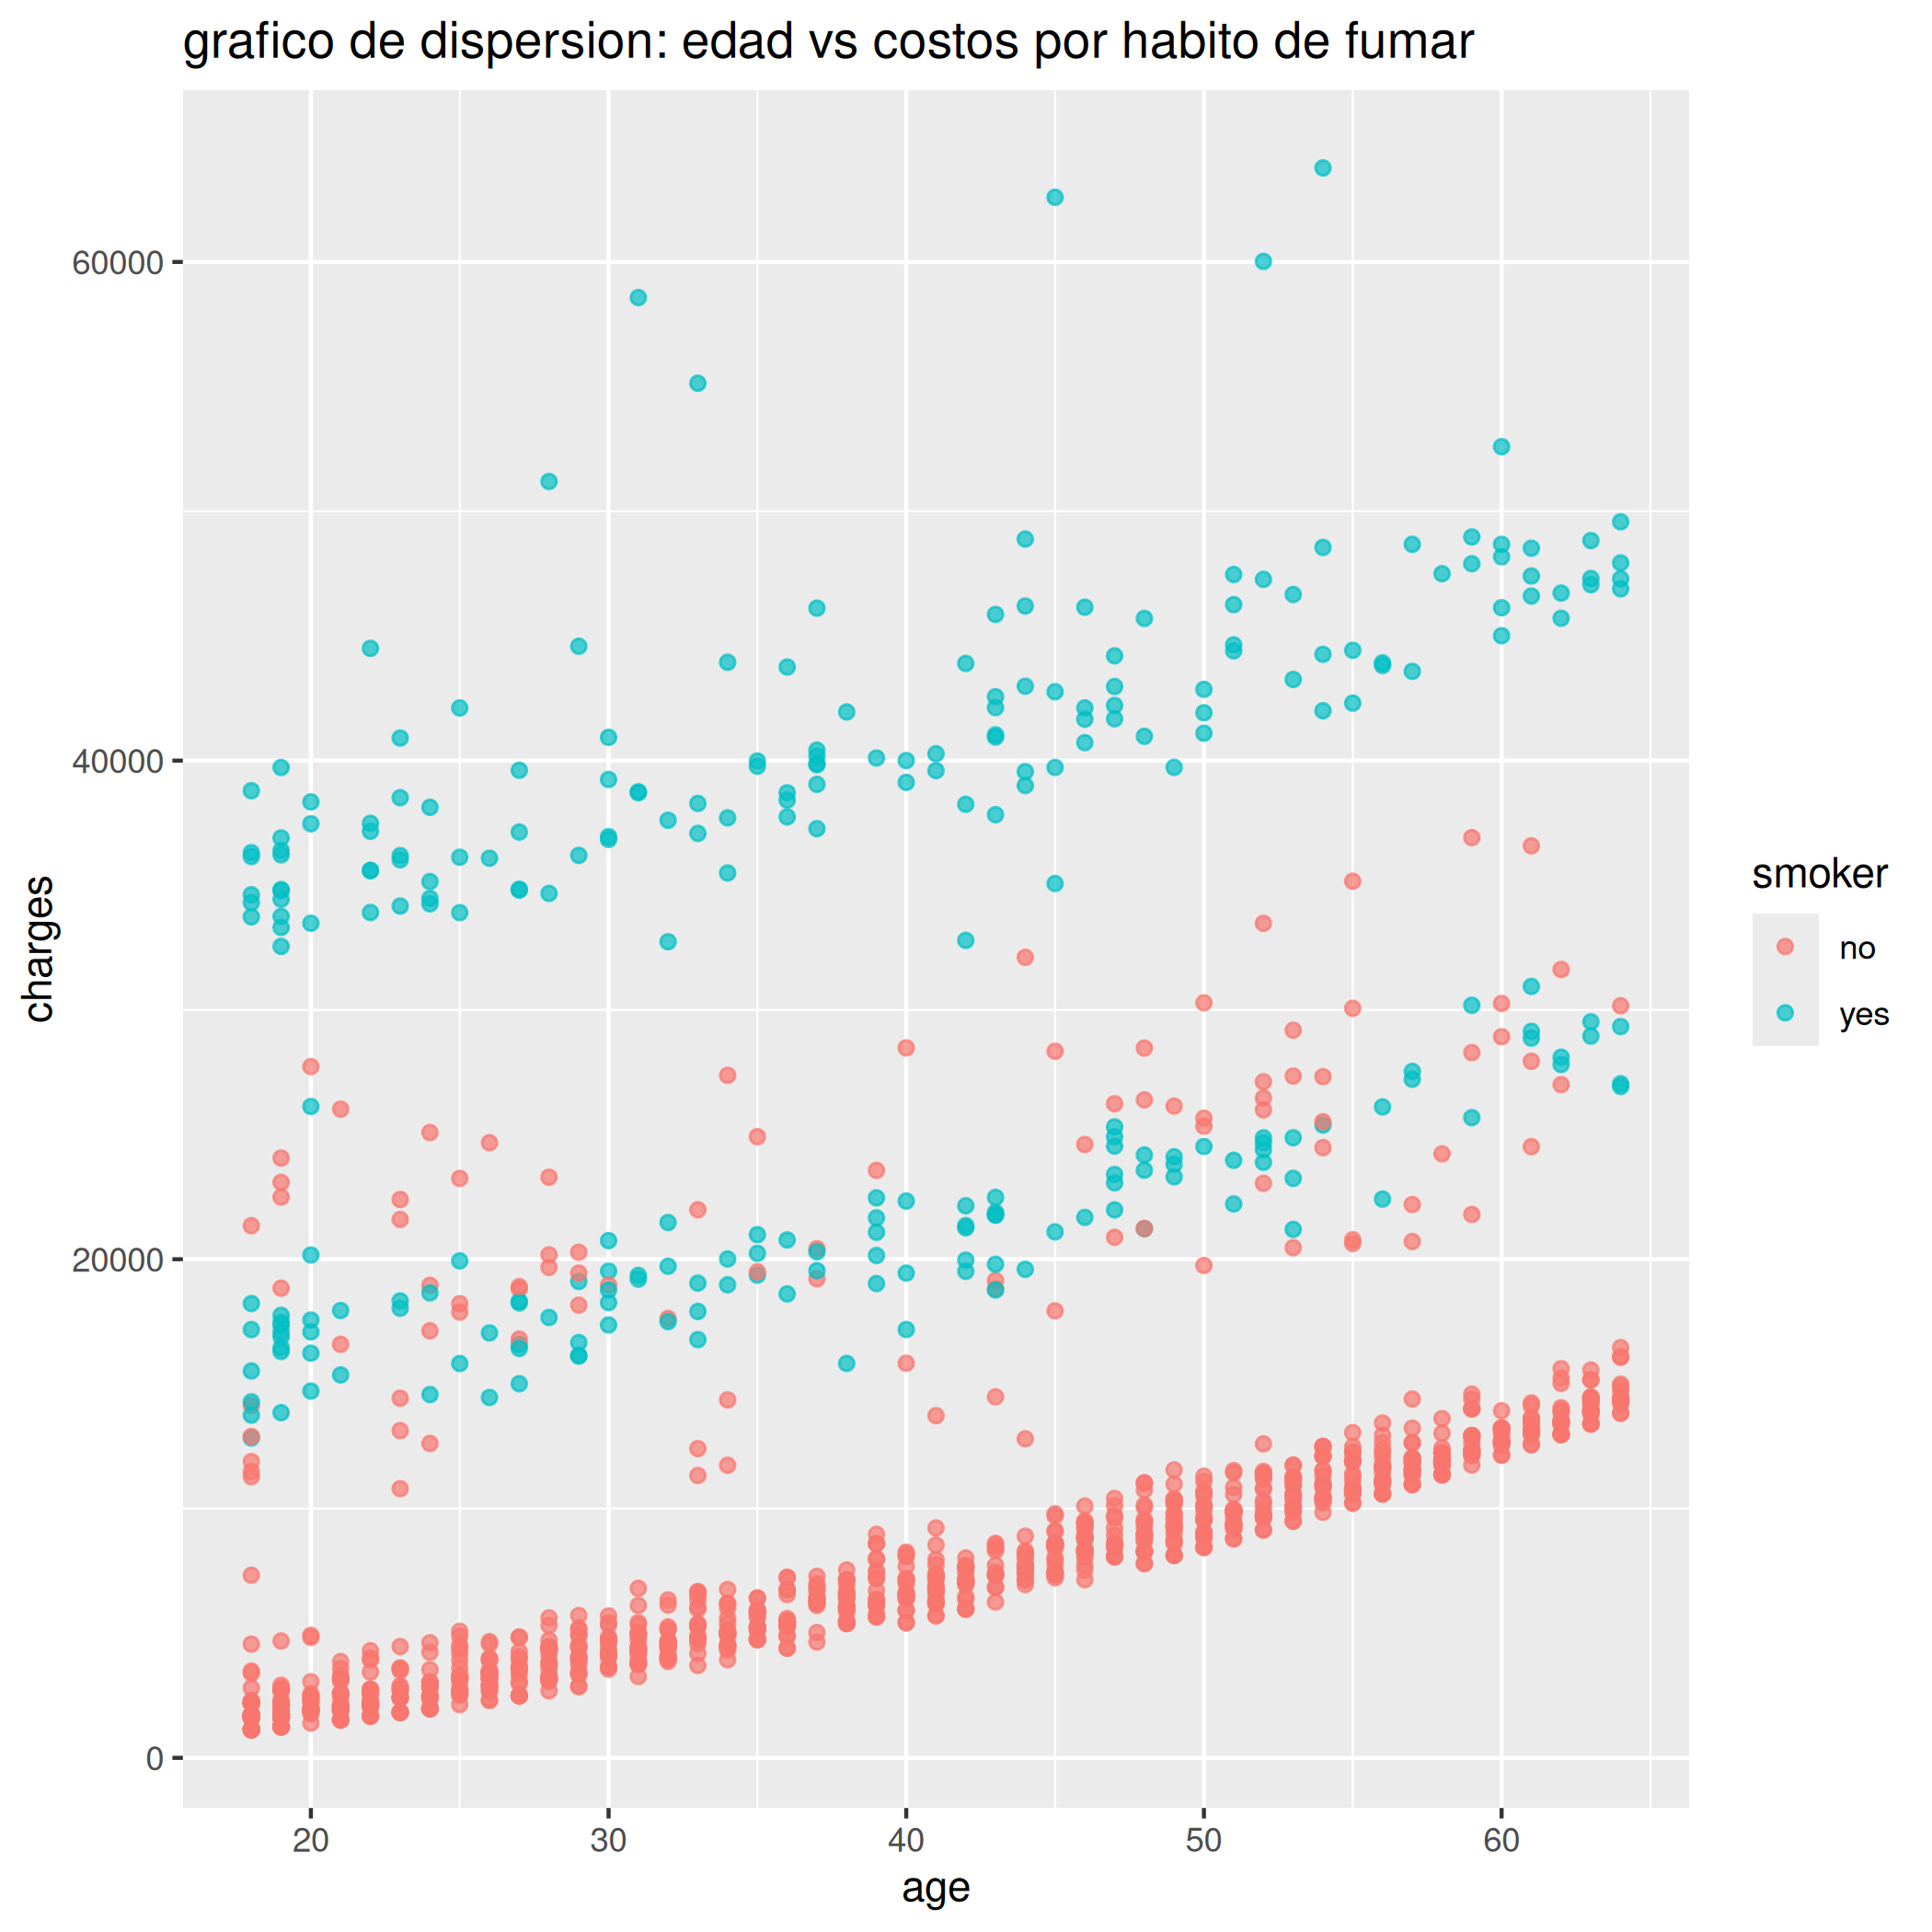 grafico de dispersion: edad vs costos por habito de fumar
60000
40000
20000
0
charges
20 30 40 50 60
age
smoker
no
yes